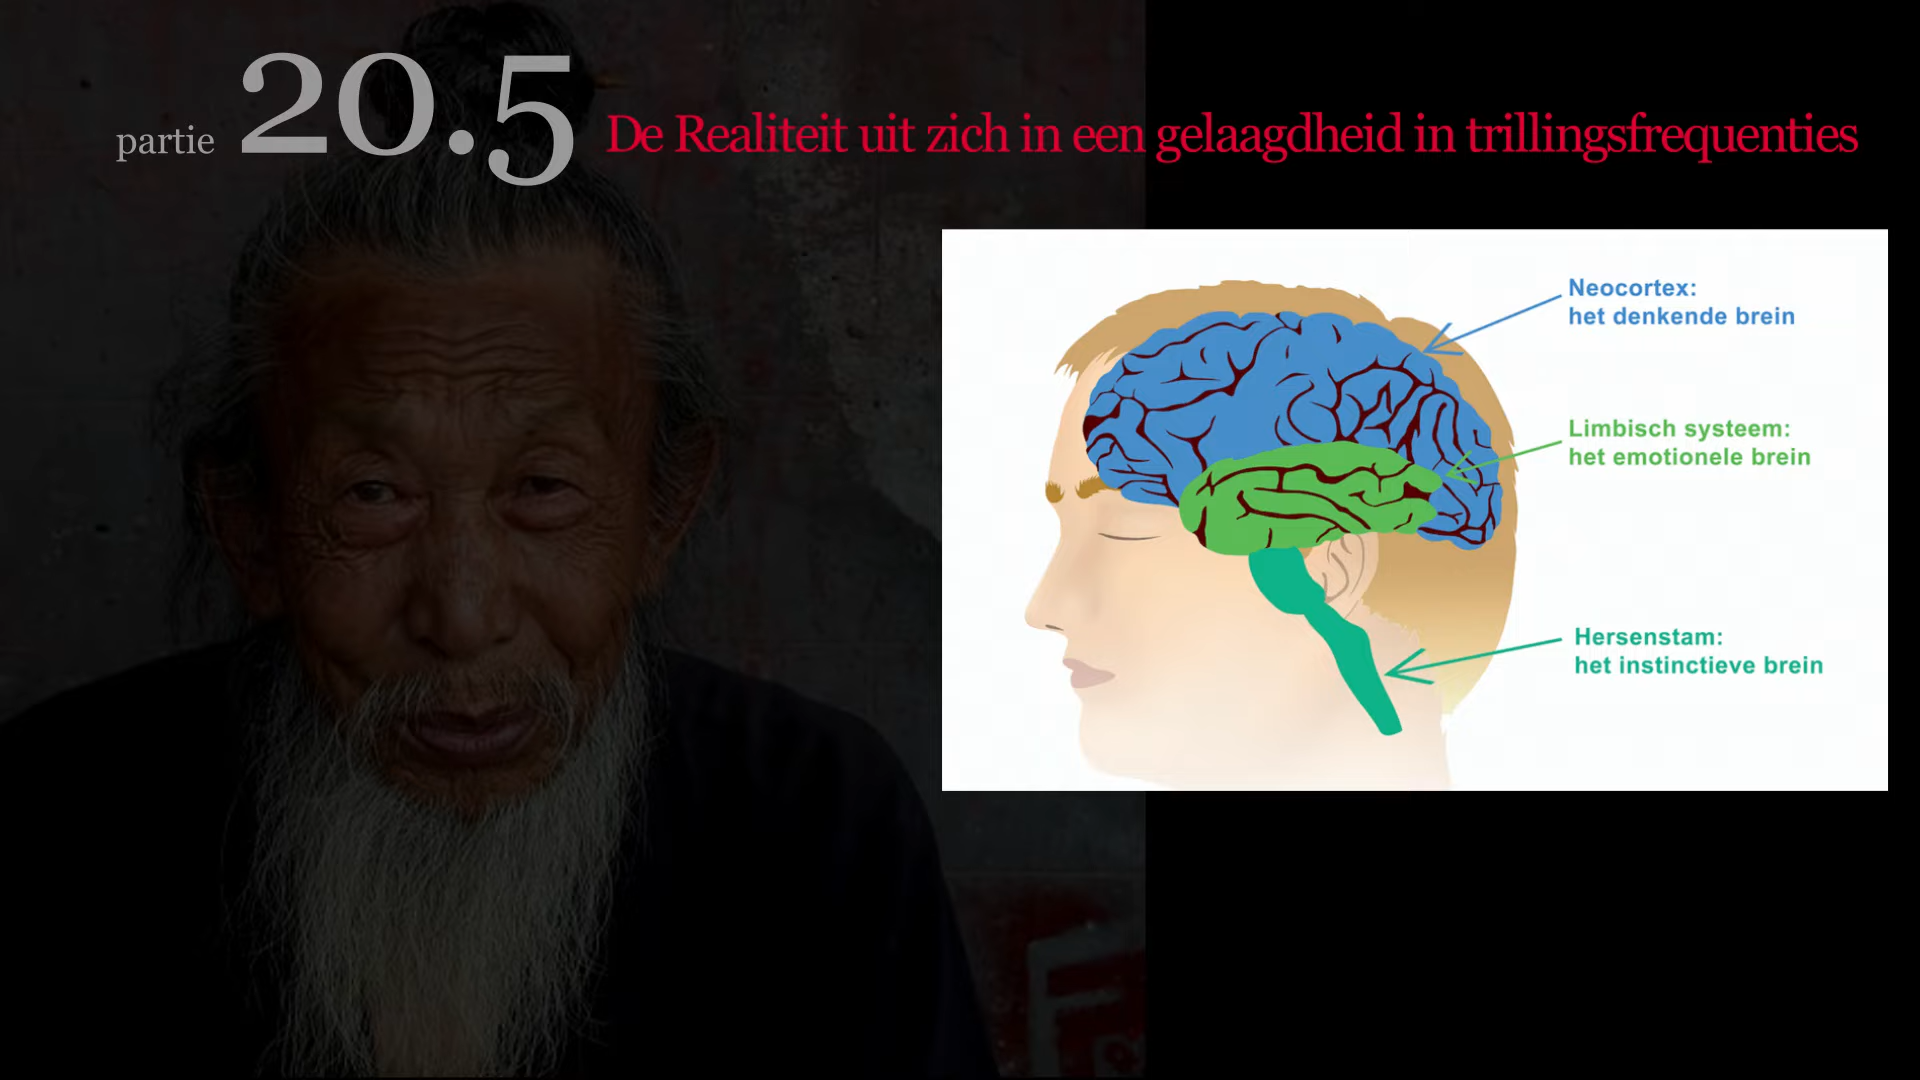 partie 20.5 De Realiteit uit zich in een gelaagdheid in trillingsfrequenties
Neocortex:
het denkende brein
Limbisch systeem:
het emotionele brein
Hersenstam:
het instinctieve brein